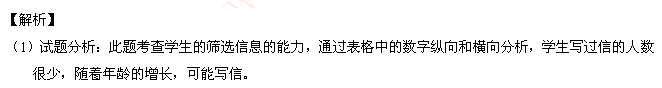 【解析】
（1）试题分析：此题考查学生的筛选信息的能力，通过表格中的数字纵向和横向分析，学生写过信的人数
很少，随着年龄的增长，可能写信。